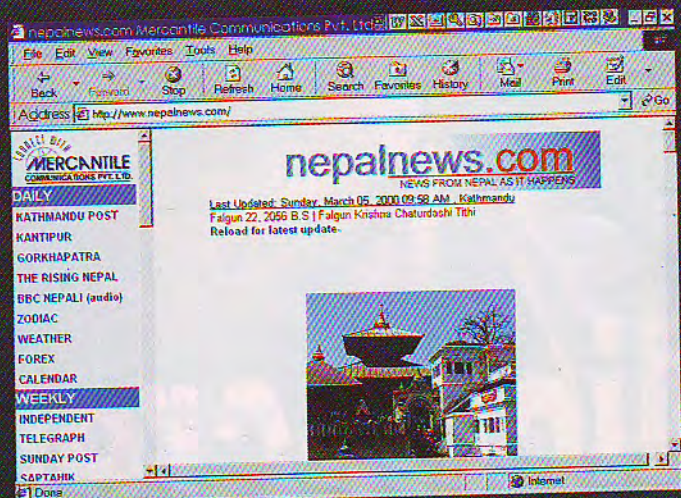 nepalnews.com Mercantile Communications Pvt. Ltd
File Edit View Favorites Tools Help
Back Forward Stop Refresh Home Search Favorites History Mail Print Edit
Address http://www.nepalnews.com/ Go
CONNECT WITH
MERCANTILE
COMMUNICATIONS PVT. LTD.
nepalnews.com
NEWS FROM NEPAL AS IT HAPPENS
Last Updated: Sunday, March 05, 2000 09:58 AM , Kathmandu
Falgun 22, 2056 B.S | Falgun Krishna Chaturdashi Tithi
Reload for latest update-
DAILY
KATHMANDU POST
KANTIPUR
GORKHAPATRA
THE RISING NEPAL
BBC NEPALI (audio)
ZODIAC
WEATHER
FOREX
CALENDAR
WEEKLY
INDEPENDENT
TELEGRAPH
SUNDAY POST
SAPTAHIK
Done Internet